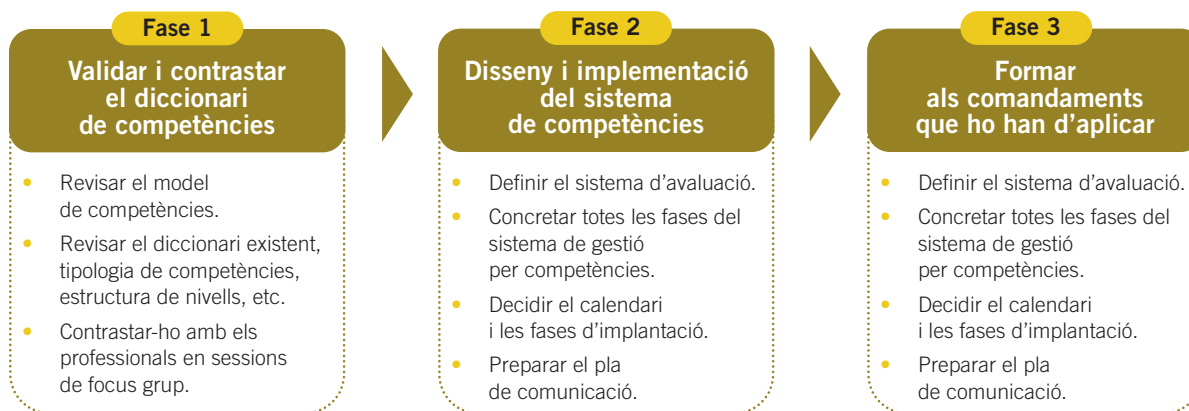 Fase 1
Validar i contrastar
el diccionari
de competències
• Revisar el model
de competències.
• Revisar el diccionari existent,
tipologia de competències,
estructura de nivells, etc.
• Contrastar-ho amb els
professionals en sessions
de focus grup.
Fase 2
Disseny i implementació
del sistema
de competències
• Definir el sistema d’avaluació.
• Concretar totes les fases del
sistema de gestió
per competències.
• Decidir el calendari
i les fases d’implantació.
• Preparar el pla
de comunicació.
Fase 3
Formar
als comandaments
que ho han d’aplicar
• Definir el sistema d’avaluació.
• Concretar totes les fases del
sistema de gestió
per competències.
• Decidir el calendari
i les fases d’implantació.
• Preparar el pla
de comunicació.